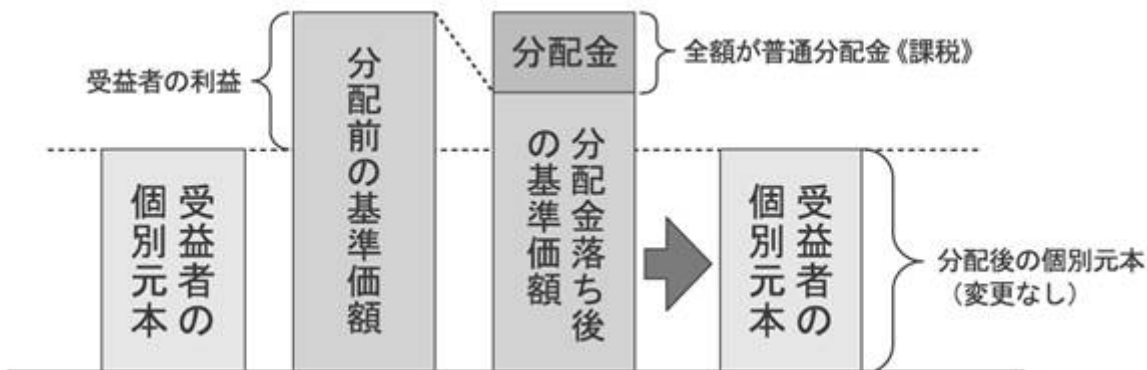 受益者の利益
受益者の
個別元本
分配前の基準価額
分配金
全額が普通分配金《課税》
分配金落ち後
の基準価額
受益者の
個別元本
分配後の個別元本
（変更なし）